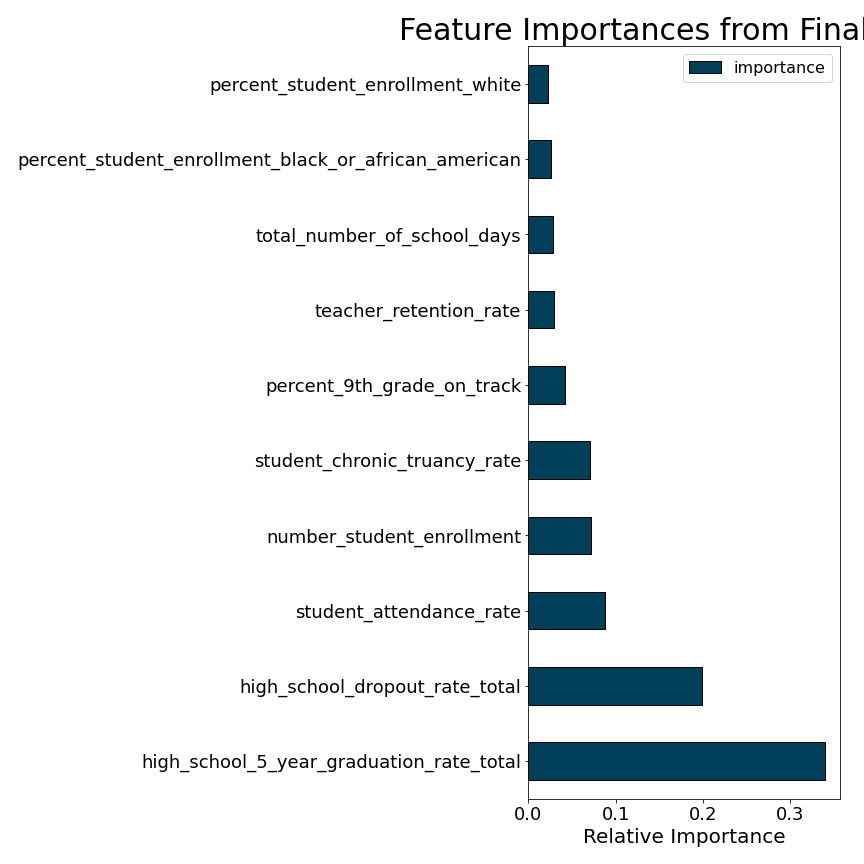 Feature Importances from Final
importance
percent_student_enrollment_white
percent_student_enrollment_black_or_african_american
total_number_of_school_days
teacher_retention_rate
percent_9th_grade_on_track
student_chronic_truancy_rate
number_student_enrollment
student_attendance_rate
high_school_dropout_rate_total
high_school_5_year_graduation_rate_total
0.0 0.1 0.2 0.3
Relative Importance